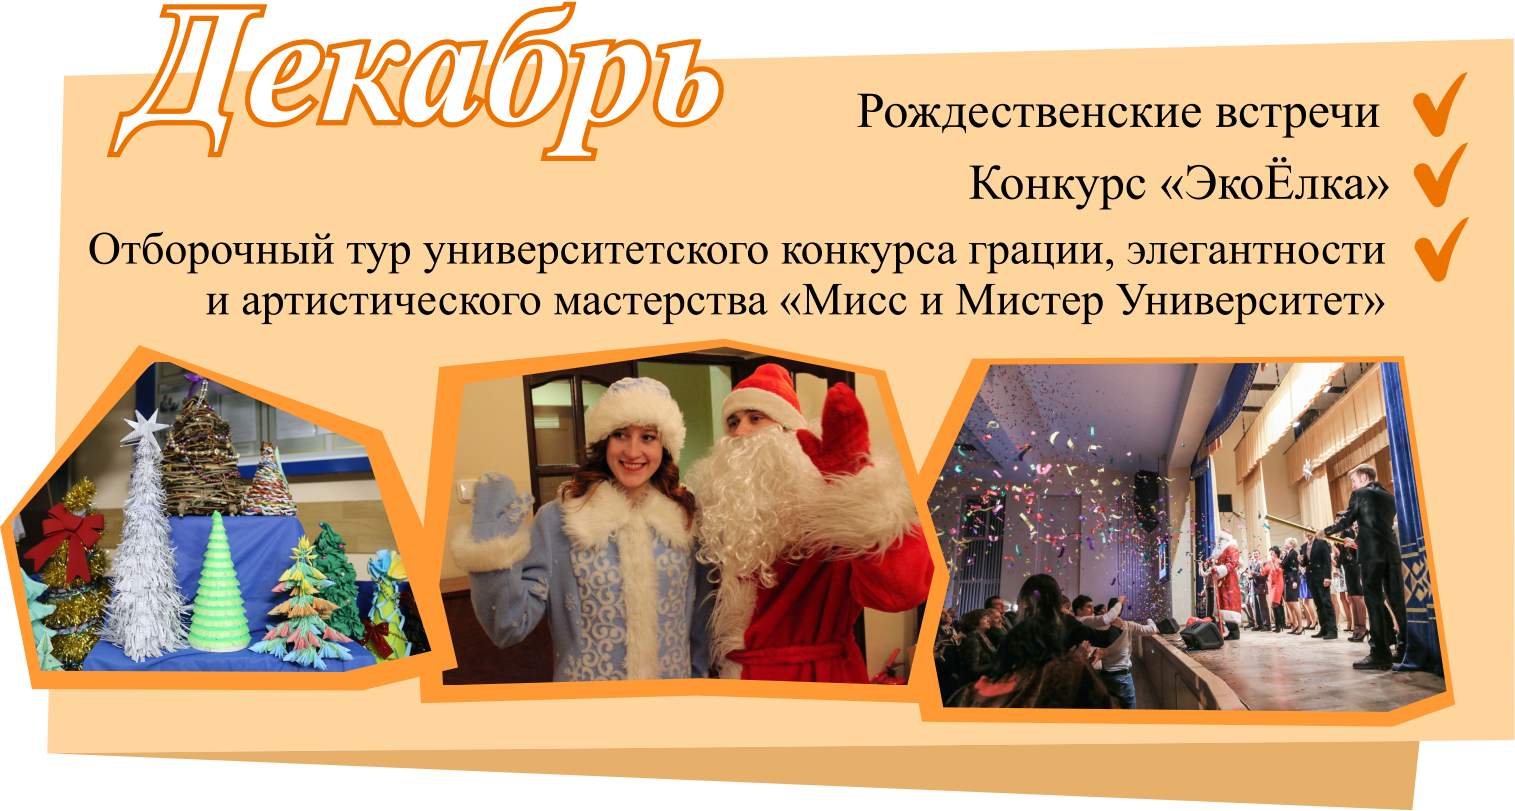 Декабрь
Рождественские встречи
Конкурс «ЭкоЁлка»
Отборочный тур университетского конкурса грации, элегантности
и артистического мастерства «Мисс и Мистер Университет»